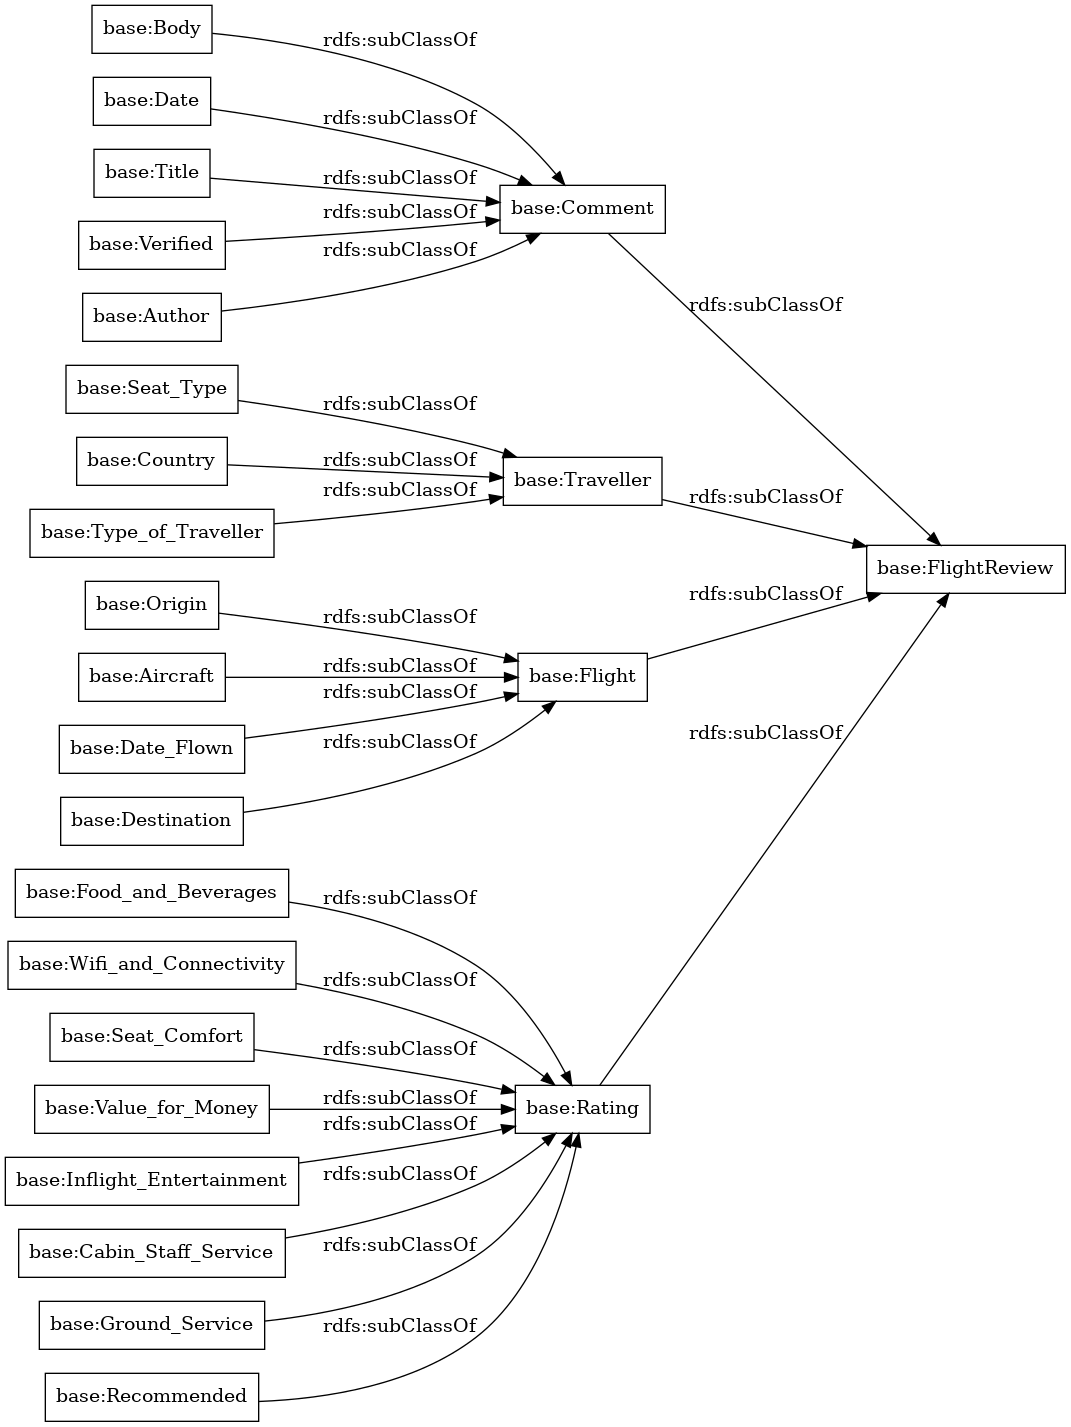 base:Body
rdfs:subClassOf
base:Date
rdfs:subClassOf
base:Title
rdfs:subClassOf
base:Comment
base:Verified
rdfs:subClassOf
rdfs:subClassOf
base:Author
rdfs:subClassOf
base:Seat_Type
rdfs:subClassOf
base:Country
rdfs:subClassOf
base:Traveller
rdfs:subClassOf
rdfs:subClassOf
base:Type_of_Traveller
base:FlightReview
rdfs:subClassOf
base:Origin
rdfs:subClassOf
rdfs:subClassOf
base:Aircraft
base:Flight
rdfs:subClassOf
rdfs:subClassOf
base:Date_Flown
rdfs:subClassOf
base:Destination
base:Food_and_Beverages
rdfs:subClassOf
base:Wifi_and_Connectivity
rdfs:subClassOf
base:Seat_Comfort
rdfs:subClassOf
rdfs:subClassOf
base:Value_for_Money
base:Rating
rdfs:subClassOf
base:Inflight_Entertainment
rdfs:subClassOf
base:Cabin_Staff_Service
rdfs:subClassOf
base:Ground_Service
rdfs:subClassOf
base:Recommended